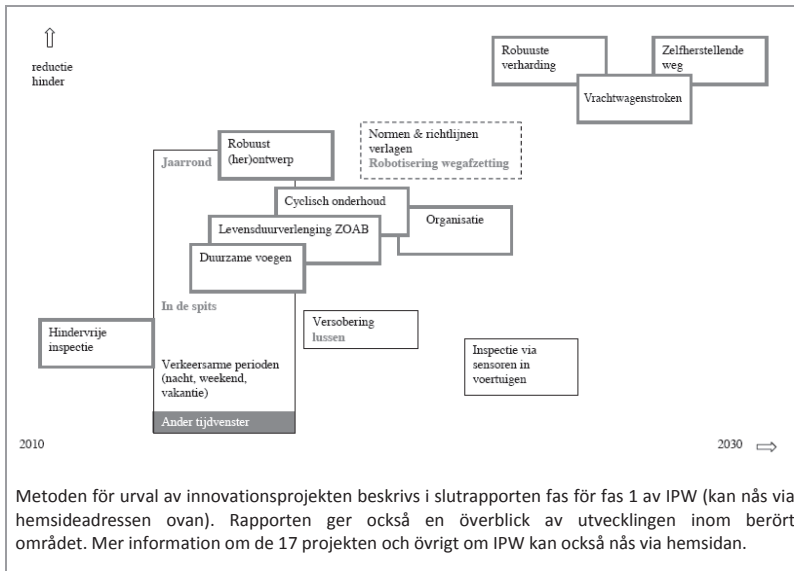 reductie
hinder
Robuuste
verharding
Zelfherstellende
weg
Vrachtwagenstroken
Robuust
(her)ontwerp
Normen & richtlijnen
verlagen
Robotisering wegafzetting
Jaarrond
Cyclisch onderhoud
Organisatie
Levensduurverlenging ZOAB
Duurzame voegen
In de spits
Hindervrije
inspectie
Versobering
lussen
Inspectie via
sensoren in
voertuigen
Verkeersarme perioden
(nacht, weekend,
vakantie)
Ander tijdvenster
2010
2030
Metoden för urval av innovationsprojekten beskrivs i slutrapporten fas för fas 1 av IPW (kan nås via
hemsideadressen ovan). Rapporten ger också en överblick av utvecklingen inom berört
området. Mer information om de 17 projekten och övrigt om IPW kan också nås via hemsidan.